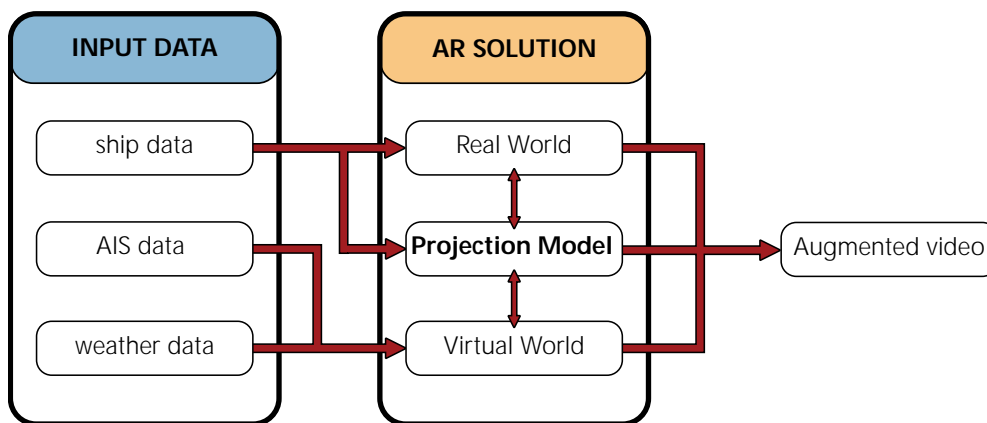 INPUT DATA
AR SOLUTION
ship data
Real World
AIS data
Projection Model
Augmented video
weather data
Virtual World